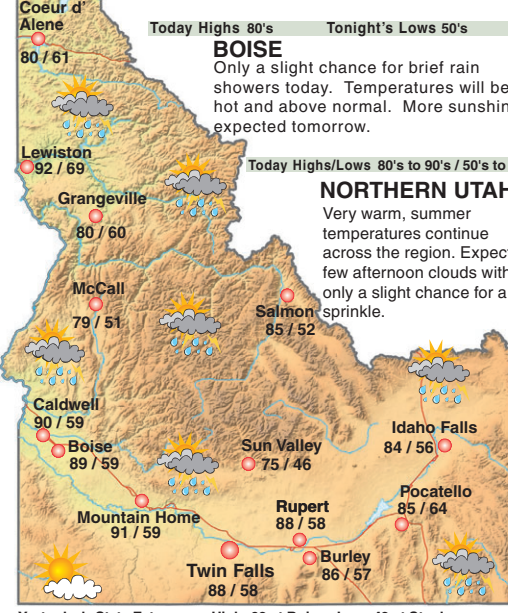 Coeur d'
Alene
80 / 61
Today Highs 80's Tonight's Lows 50's
BOISE
Only a slight chance for brief rain
showers today. Temperatures will be
hot and above normal. More sunshin
expected tomorrow.
Lewiston
92 / 69
Today Highs/Lows 80's to 90's / 50's to
NORTHERN UTAH
Very warm, summer
temperatures continue
across the region. Expect
few afternoon clouds with
only a slight chance for a
sprinkle.
Grangeville
80 / 60
McCall
79 / 51
Salmon
85 / 52
Caldwell
90 / 59
Boise
89 / 59
Sun Valley
75 / 46
Idaho Falls
84 / 56
Mountain Home
91 / 59
Rupert
88 / 58
Pocatello
85 / 64
Twin Falls
88 / 58
Burley
86 / 57